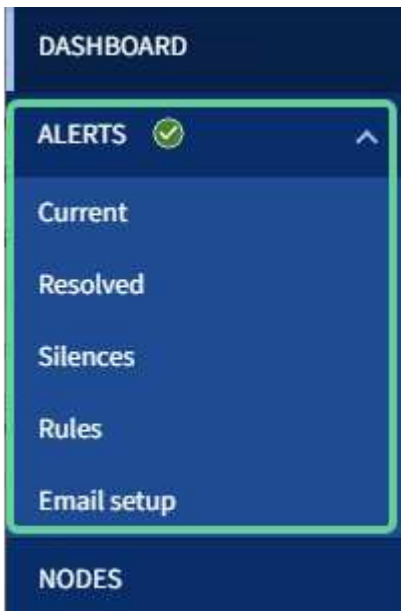 DASHBOARD
ALERTS
Current
Resolved
Silences
Rules
Email setup
NODES